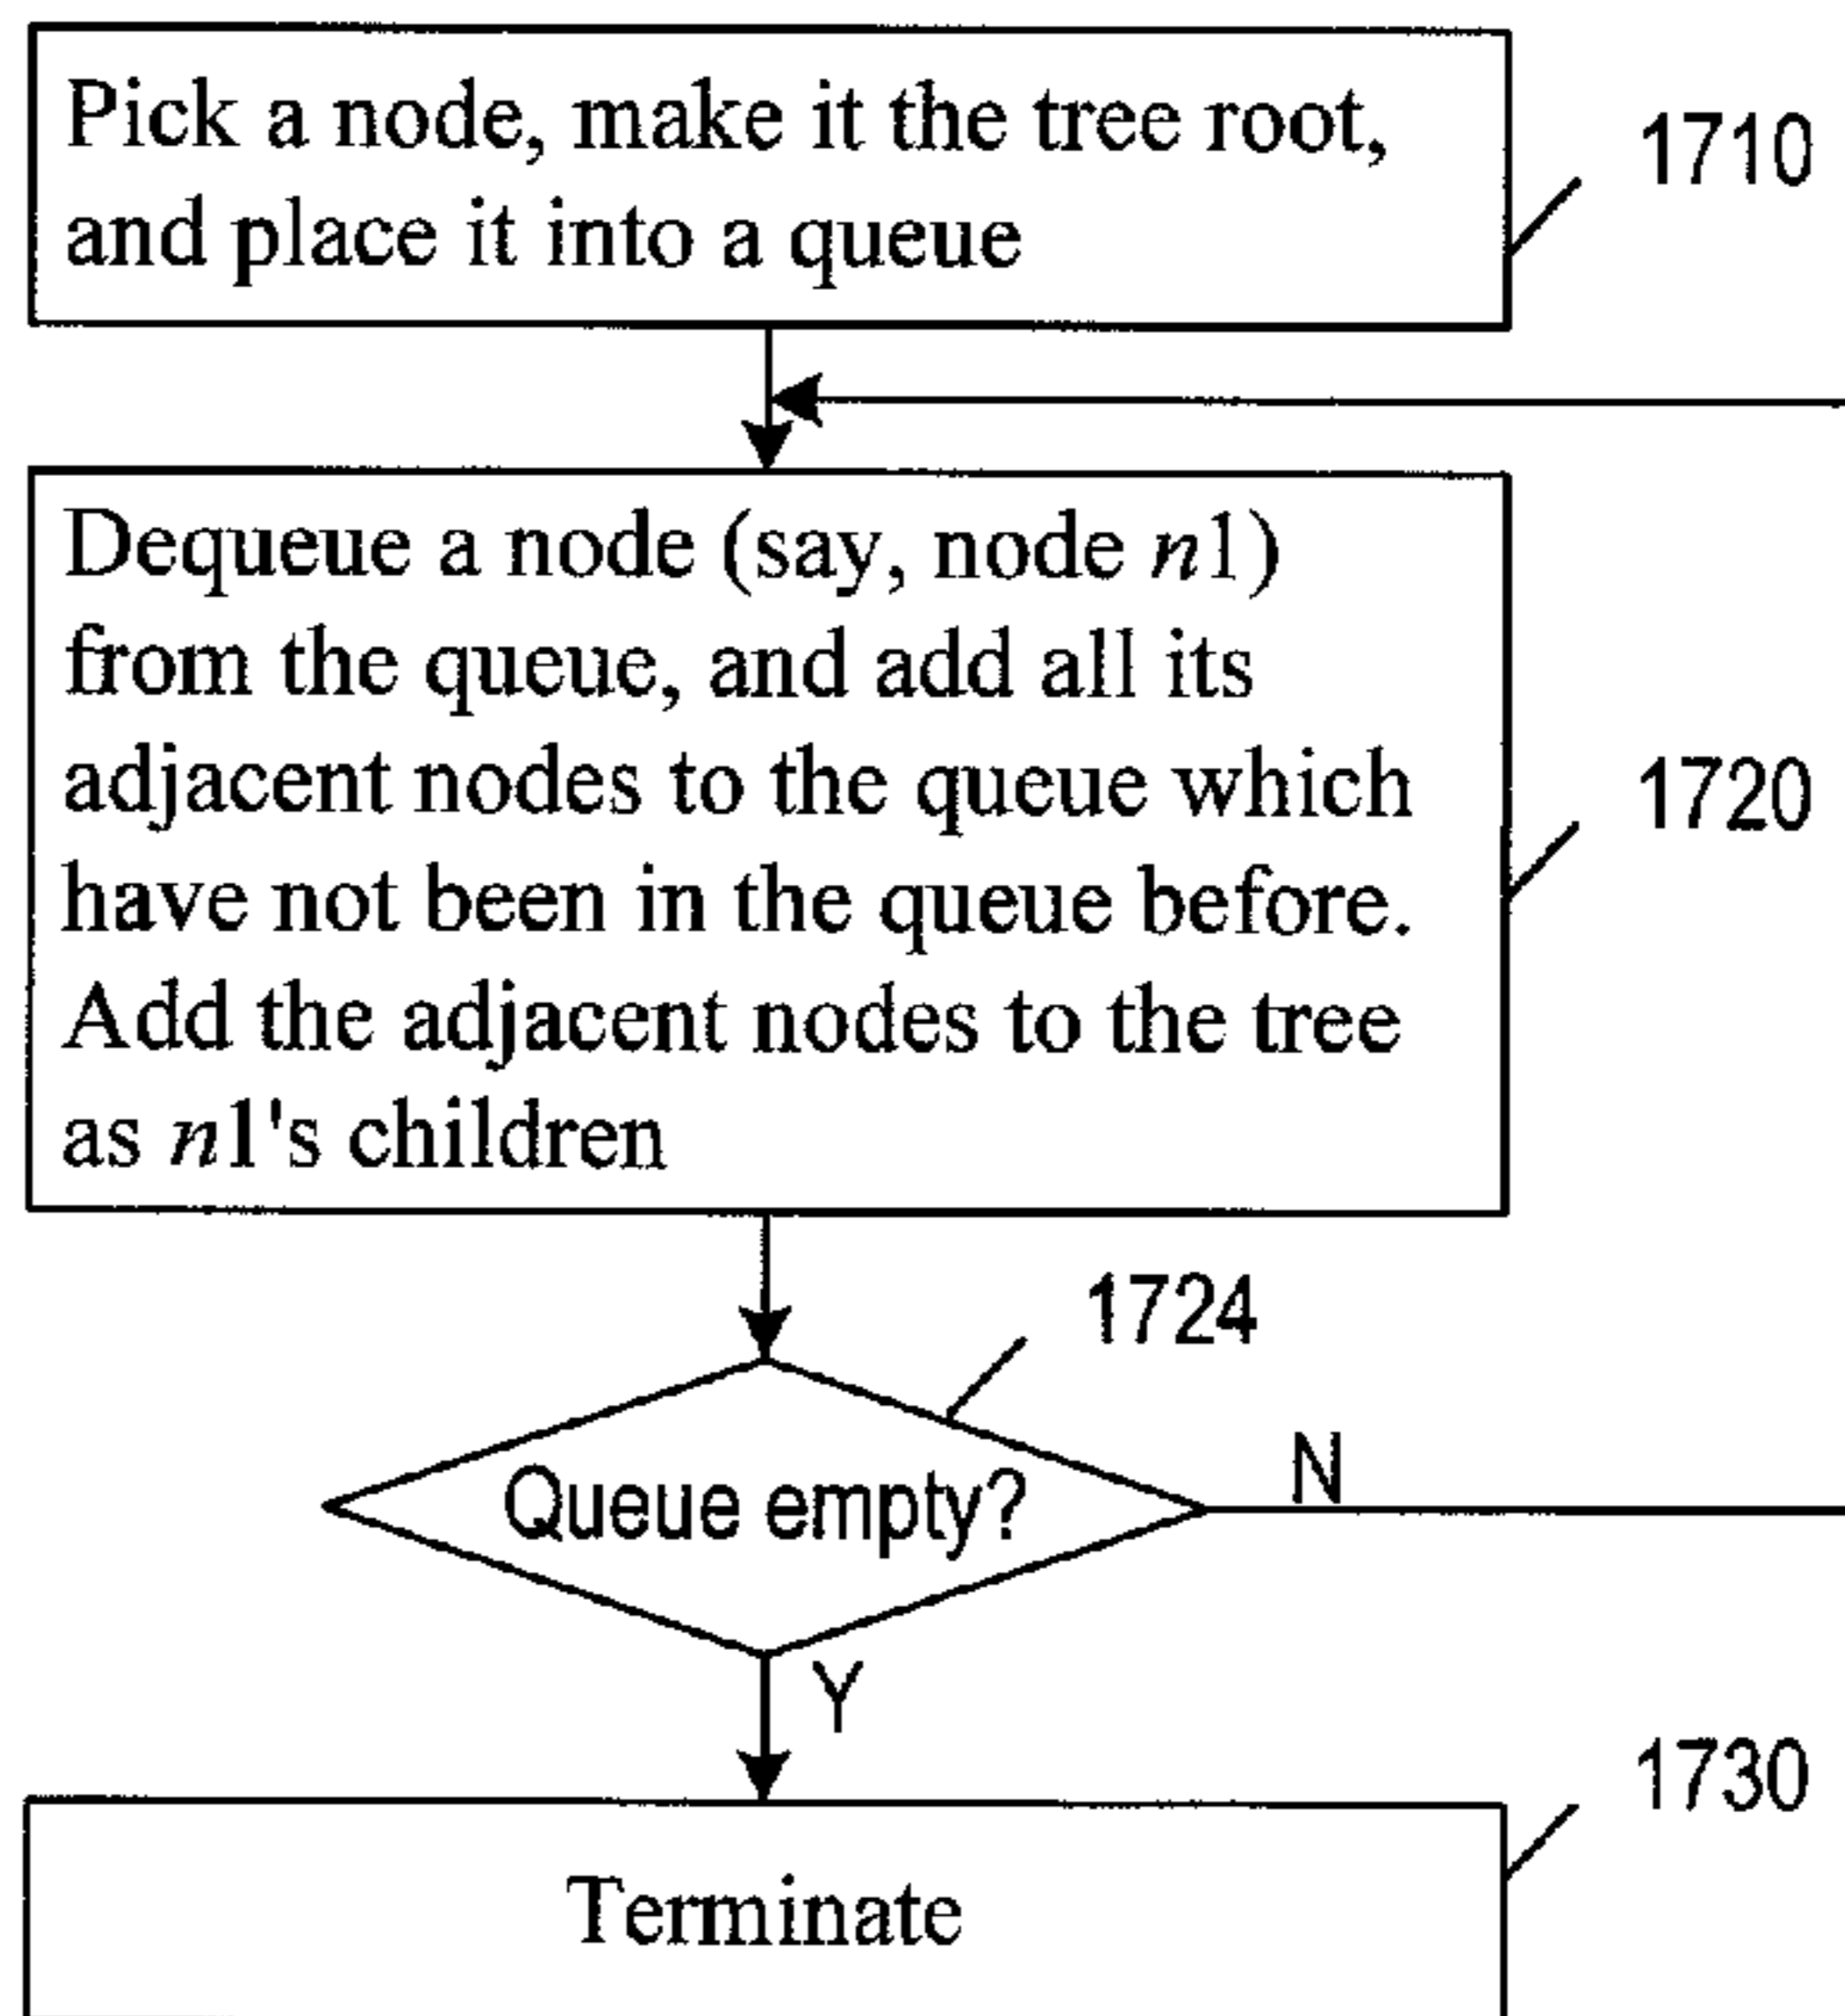 Pick a node, make it the tree root,
and place it into a queue
1710
Dequeue a node (say, node n1)
from the queue, and add all its
adjacent nodes to the queue which
have not been in the queue before.
Add the adjacent nodes to the tree
as n1's children
1720
1724
Queue empty?
N
Y
1730
Terminate